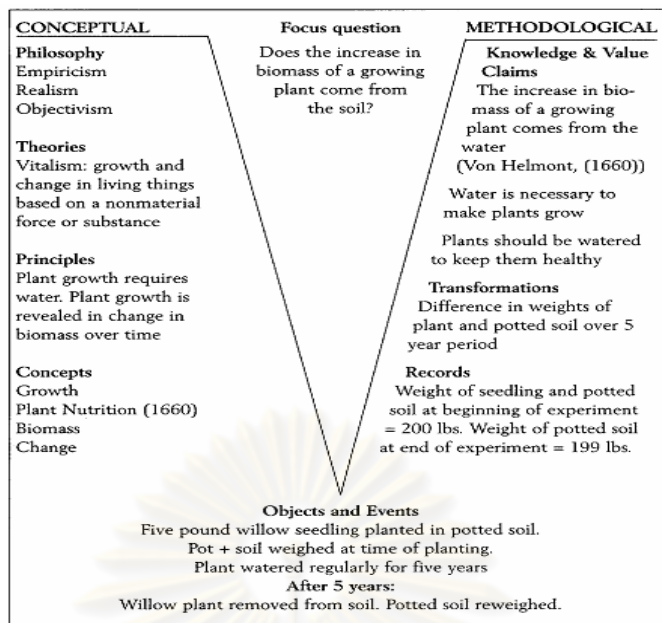 CONCEPTUAL
Philosophy
Empiricism
Realism
Objectivism
Theories
Vitalism: growth and
change in living things
based on a nonmaterial
force or substance
Principles
Plant growth requires
water. Plant growth is
revealed in change in
biomass over time
Concepts
Growth
Plant Nutrition (1660)
Biomass
Change
Focus question
Does the increase in
biomass of a growing
plant come from
the soil?
METHODOLOGICAL
Knowledge & Value
Claims
The increase in bio-
mass of a growing
plant comes from the
water
(Von Helmont, (1660))
Water is necessary to
make plants grow
Plants should be watered
to keep them healthy
Transformations
Difference in weights of
plant and potted soil over 5
year period
Records
Weight of seedling and potted
soil at beginning of experiment
= 200 lbs. Weight of potted soil
at end of experiment = 199 lbs.
Objects and Events
Five pound willow seedling planted in potted soil.
Pot + soil weighed at time of planting.
Plant watered regularly for five years
After 5 years:
Willow plant removed from soil. Potted soil reweighed.